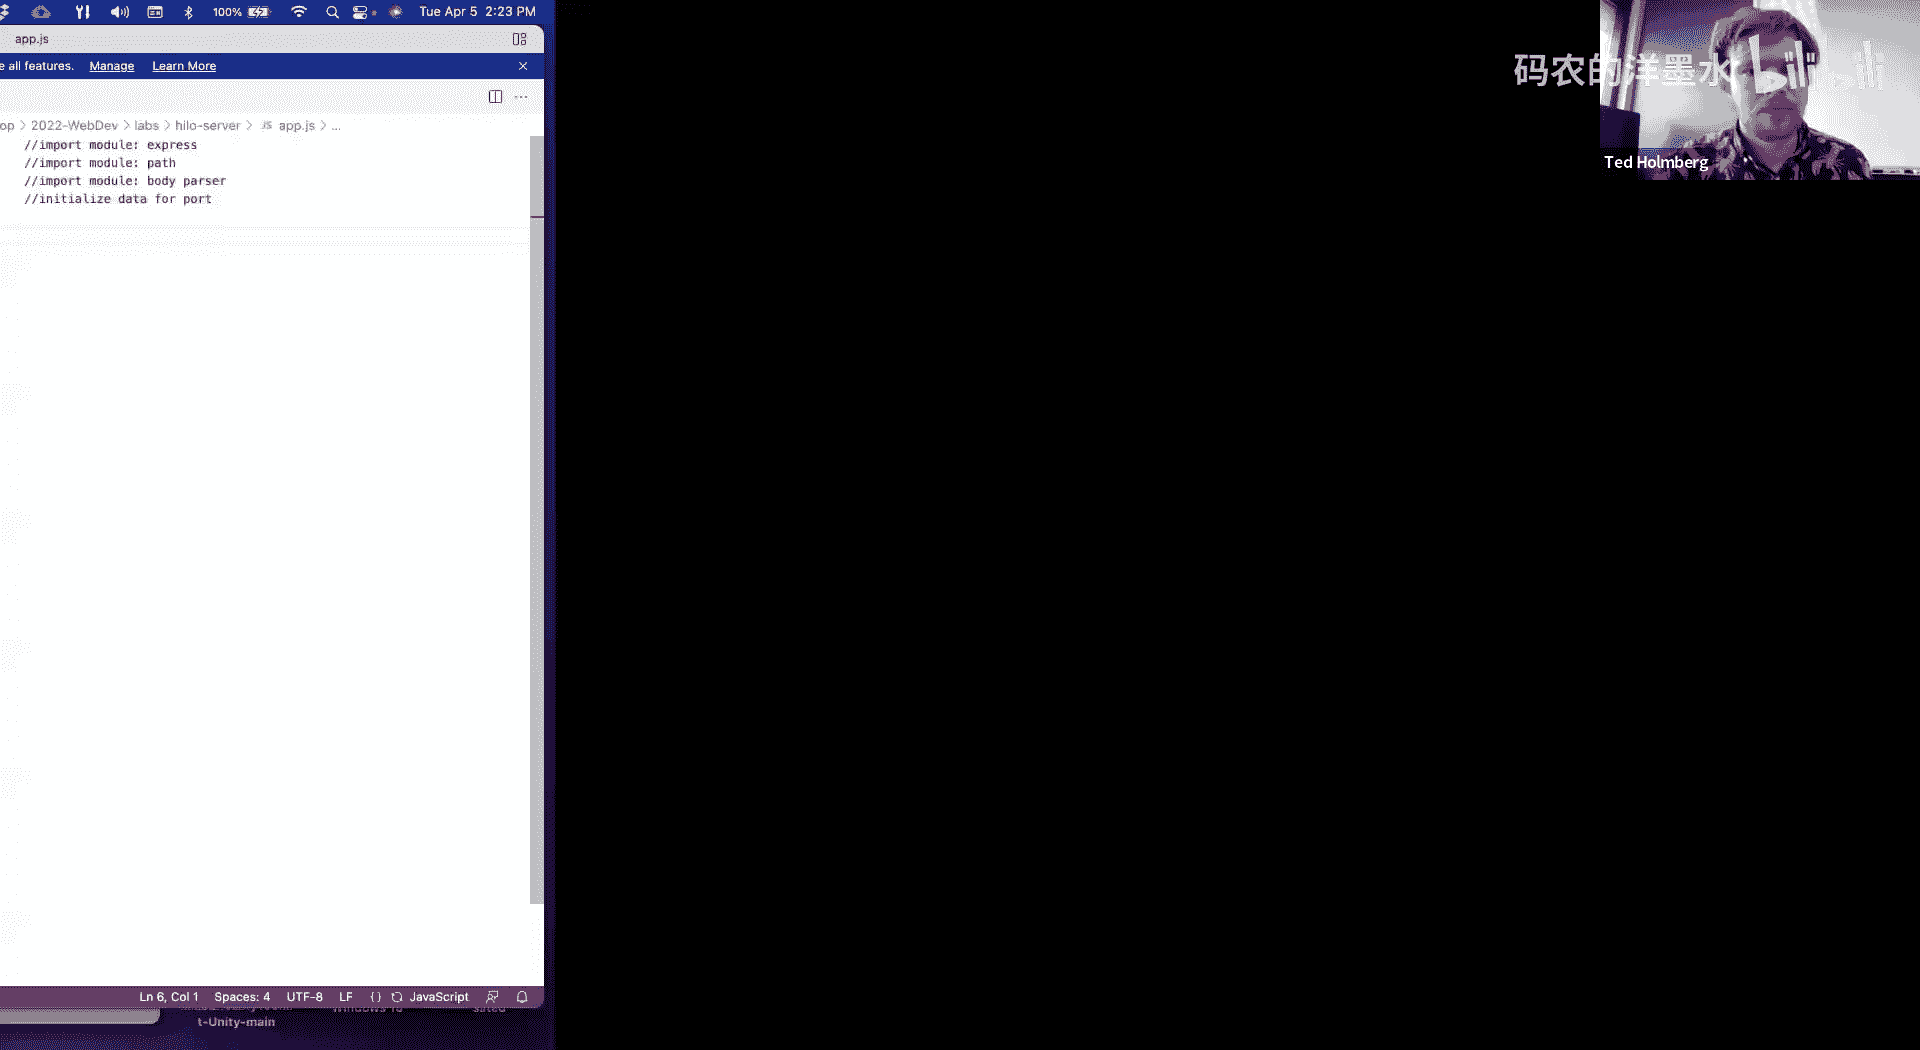 100% Tue Apr 5 2:23 PM
app.js
e all features. Manage Learn More
op > 2022-WebDev > labs > hilo-server > JS app.js > ...
//import module: express
//import module: path
//import module: body parser
//initialize data for port
Ln 6, Col 1 Spaces: 4 UTF-8 LF {} JavaScript
t-Unity-main
码农的洋墨水 bilibili
Ted Holmberg